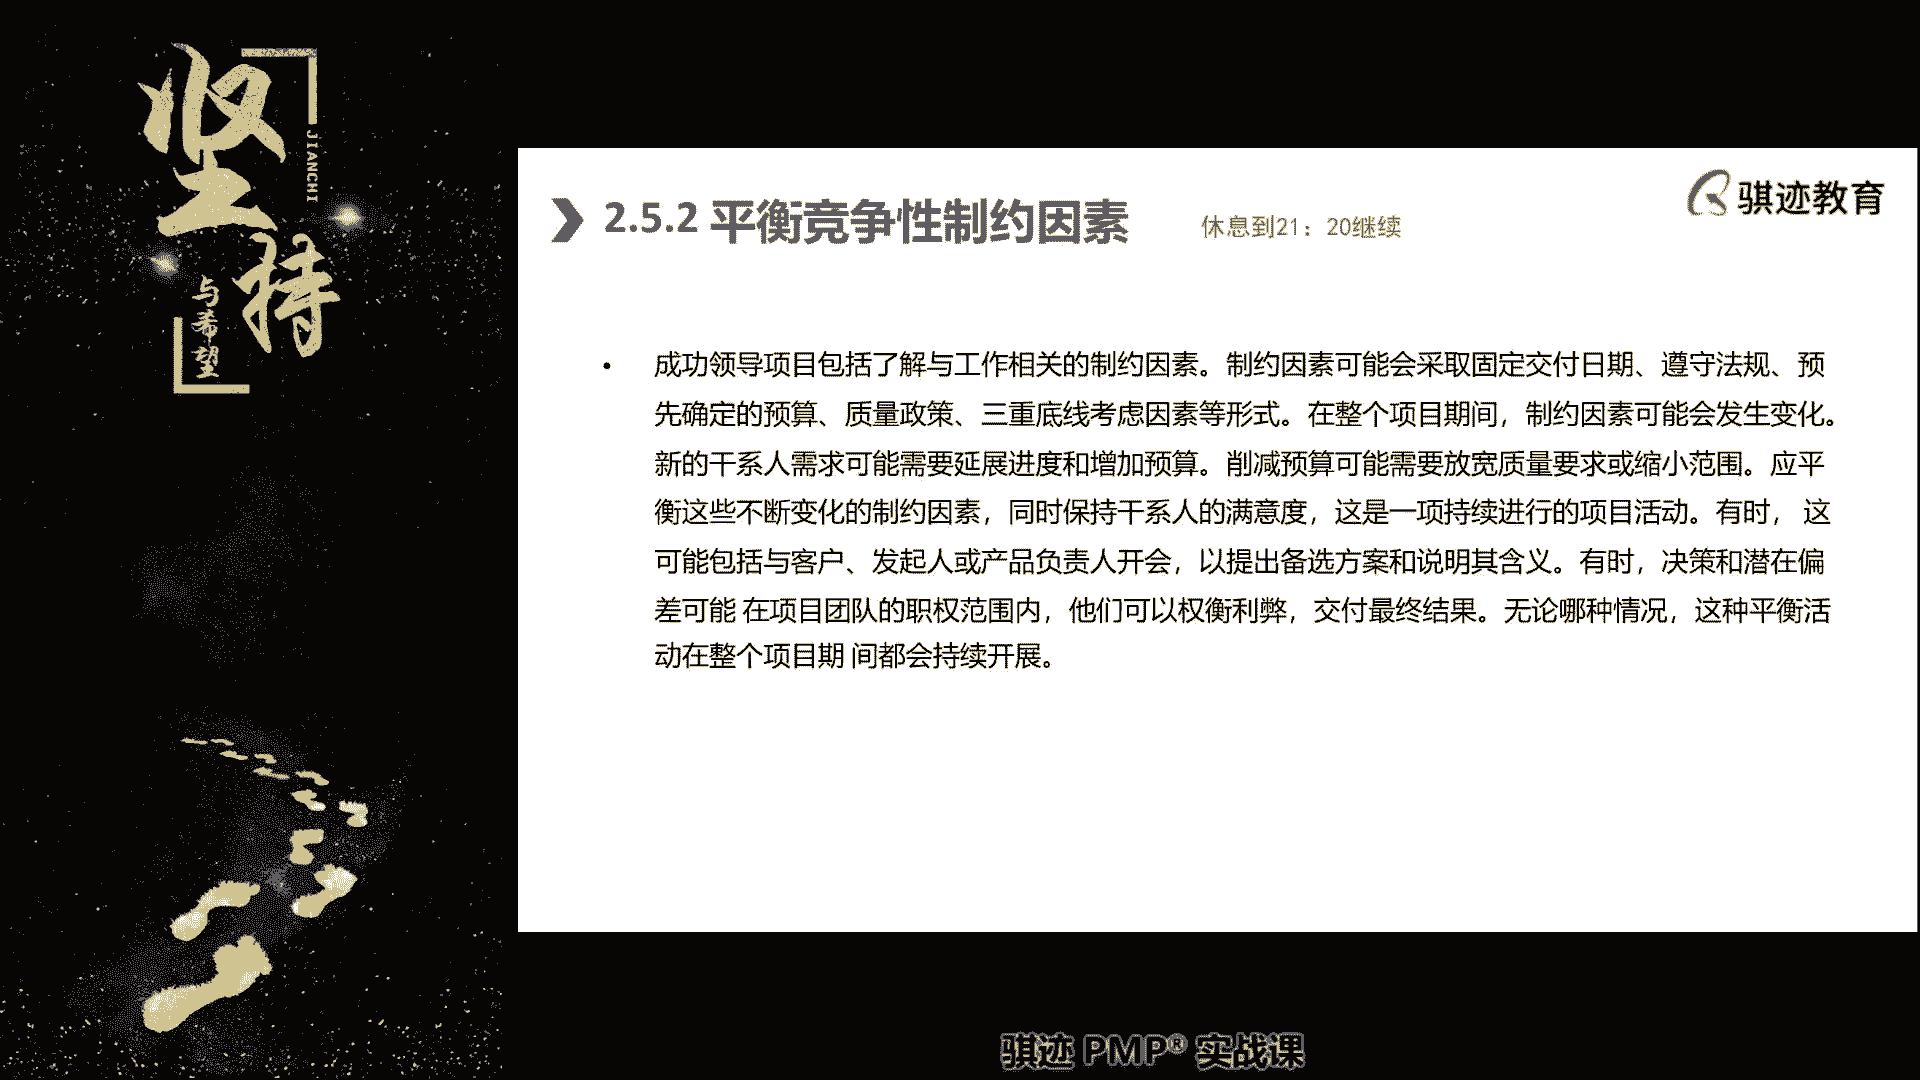 坚持
JIANCHI
与希望
2.5.2 平衡竞争性制约因素
休息到21：20继续
骐迹教育
• 成功领导项目包括了解与工作相关的制约因素。制约因素可能会采取固定交付日期、遵守法规、预
先确定的预算、质量政策、三重底线考虑因素等形式。在整个项目期间，制约因素可能会发生变化。
新的干系人需求可能需要延展进度和增加预算。削减预算可能需要放宽质量要求或缩小范围。应平
衡这些不断变化的制约因素，同时保持干系人的满意度，这是一项持续进行的项目活动。有时， 这
可能包括与客户、发起人或产品负责人开会，以提出备选方案和说明其含义。有时，决策和潜在偏
差可能 在项目团队的职权范围内，他们可以权衡利弊，交付最终结果。无论哪种情况，这种平衡活
动在整个项目期 间都会持续开展。
骐迹 PMP® 实战课